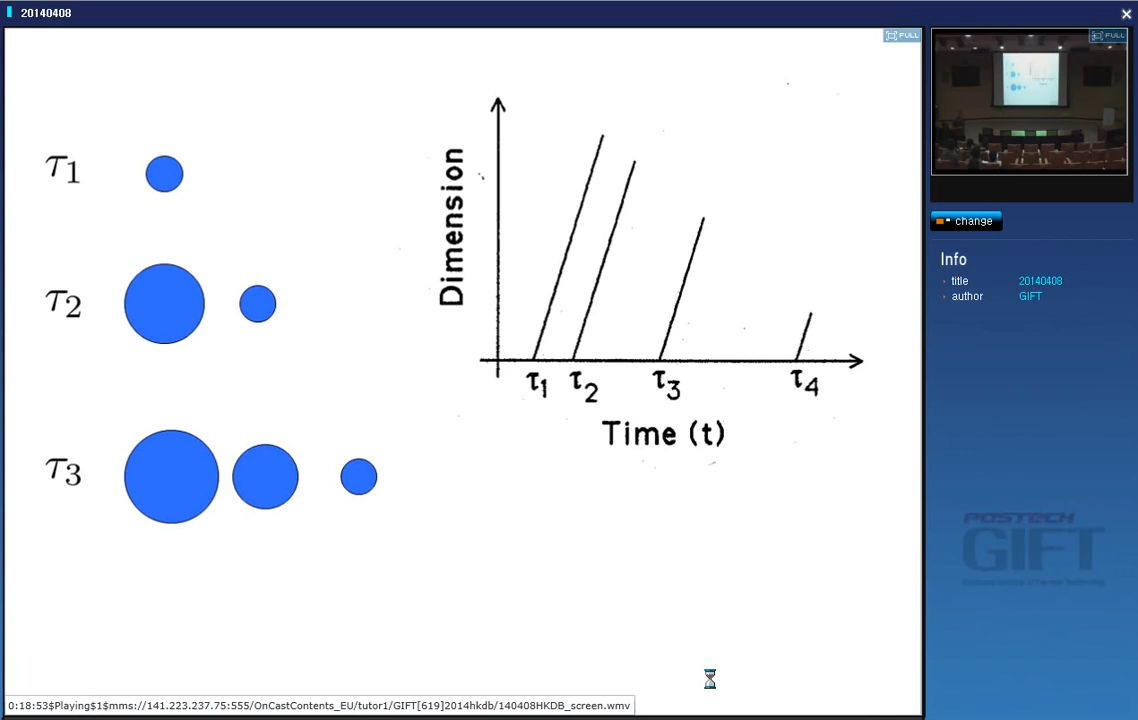 20140408
FULL
FULL
τ1
τ2
τ3
Dimension
τ1
τ2
τ3
τ4
Time (t)
change
Info
title 20140408
author GIFT
POSTECH
GIFT
0:18:53$Playing$1$mms://141.223.237.75:555/OnCastContents_EU/tutor1/GIFT[619]2014hkdb/140408HKDB_screen.wmv